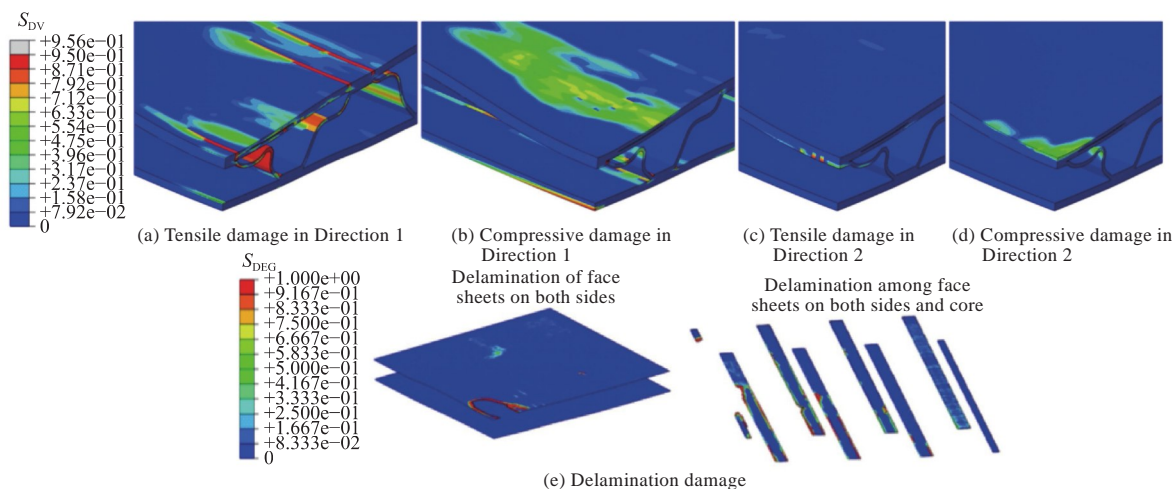 S_DV
+9.56e−01
+9.50e−01
+8.71e−01
+7.92e−01
+7.12e−01
+6.33e−01
+5.54e−01
+4.75e−01
+3.96e−01
+3.17e−01
+2.37e−01
+1.58e−01
+7.92e−02
0
(a) Tensile damage in Direction 1
(b) Compressive damage in
Direction 1
(c) Tensile damage in
Direction 2
(d) Compressive damage in
Direction 2
S_DEG
+1.000e+00
+9.167e−01
+8.333e−01
+7.500e−01
+6.667e−01
+5.833e−01
+5.000e−01
+4.167e−01
+3.333e−01
+2.500e−01
+1.667e−01
+8.333e−02
0
Delamination of face
sheets on both sides
Delamination among face
sheets on both sides and core
(e) Delamination damage